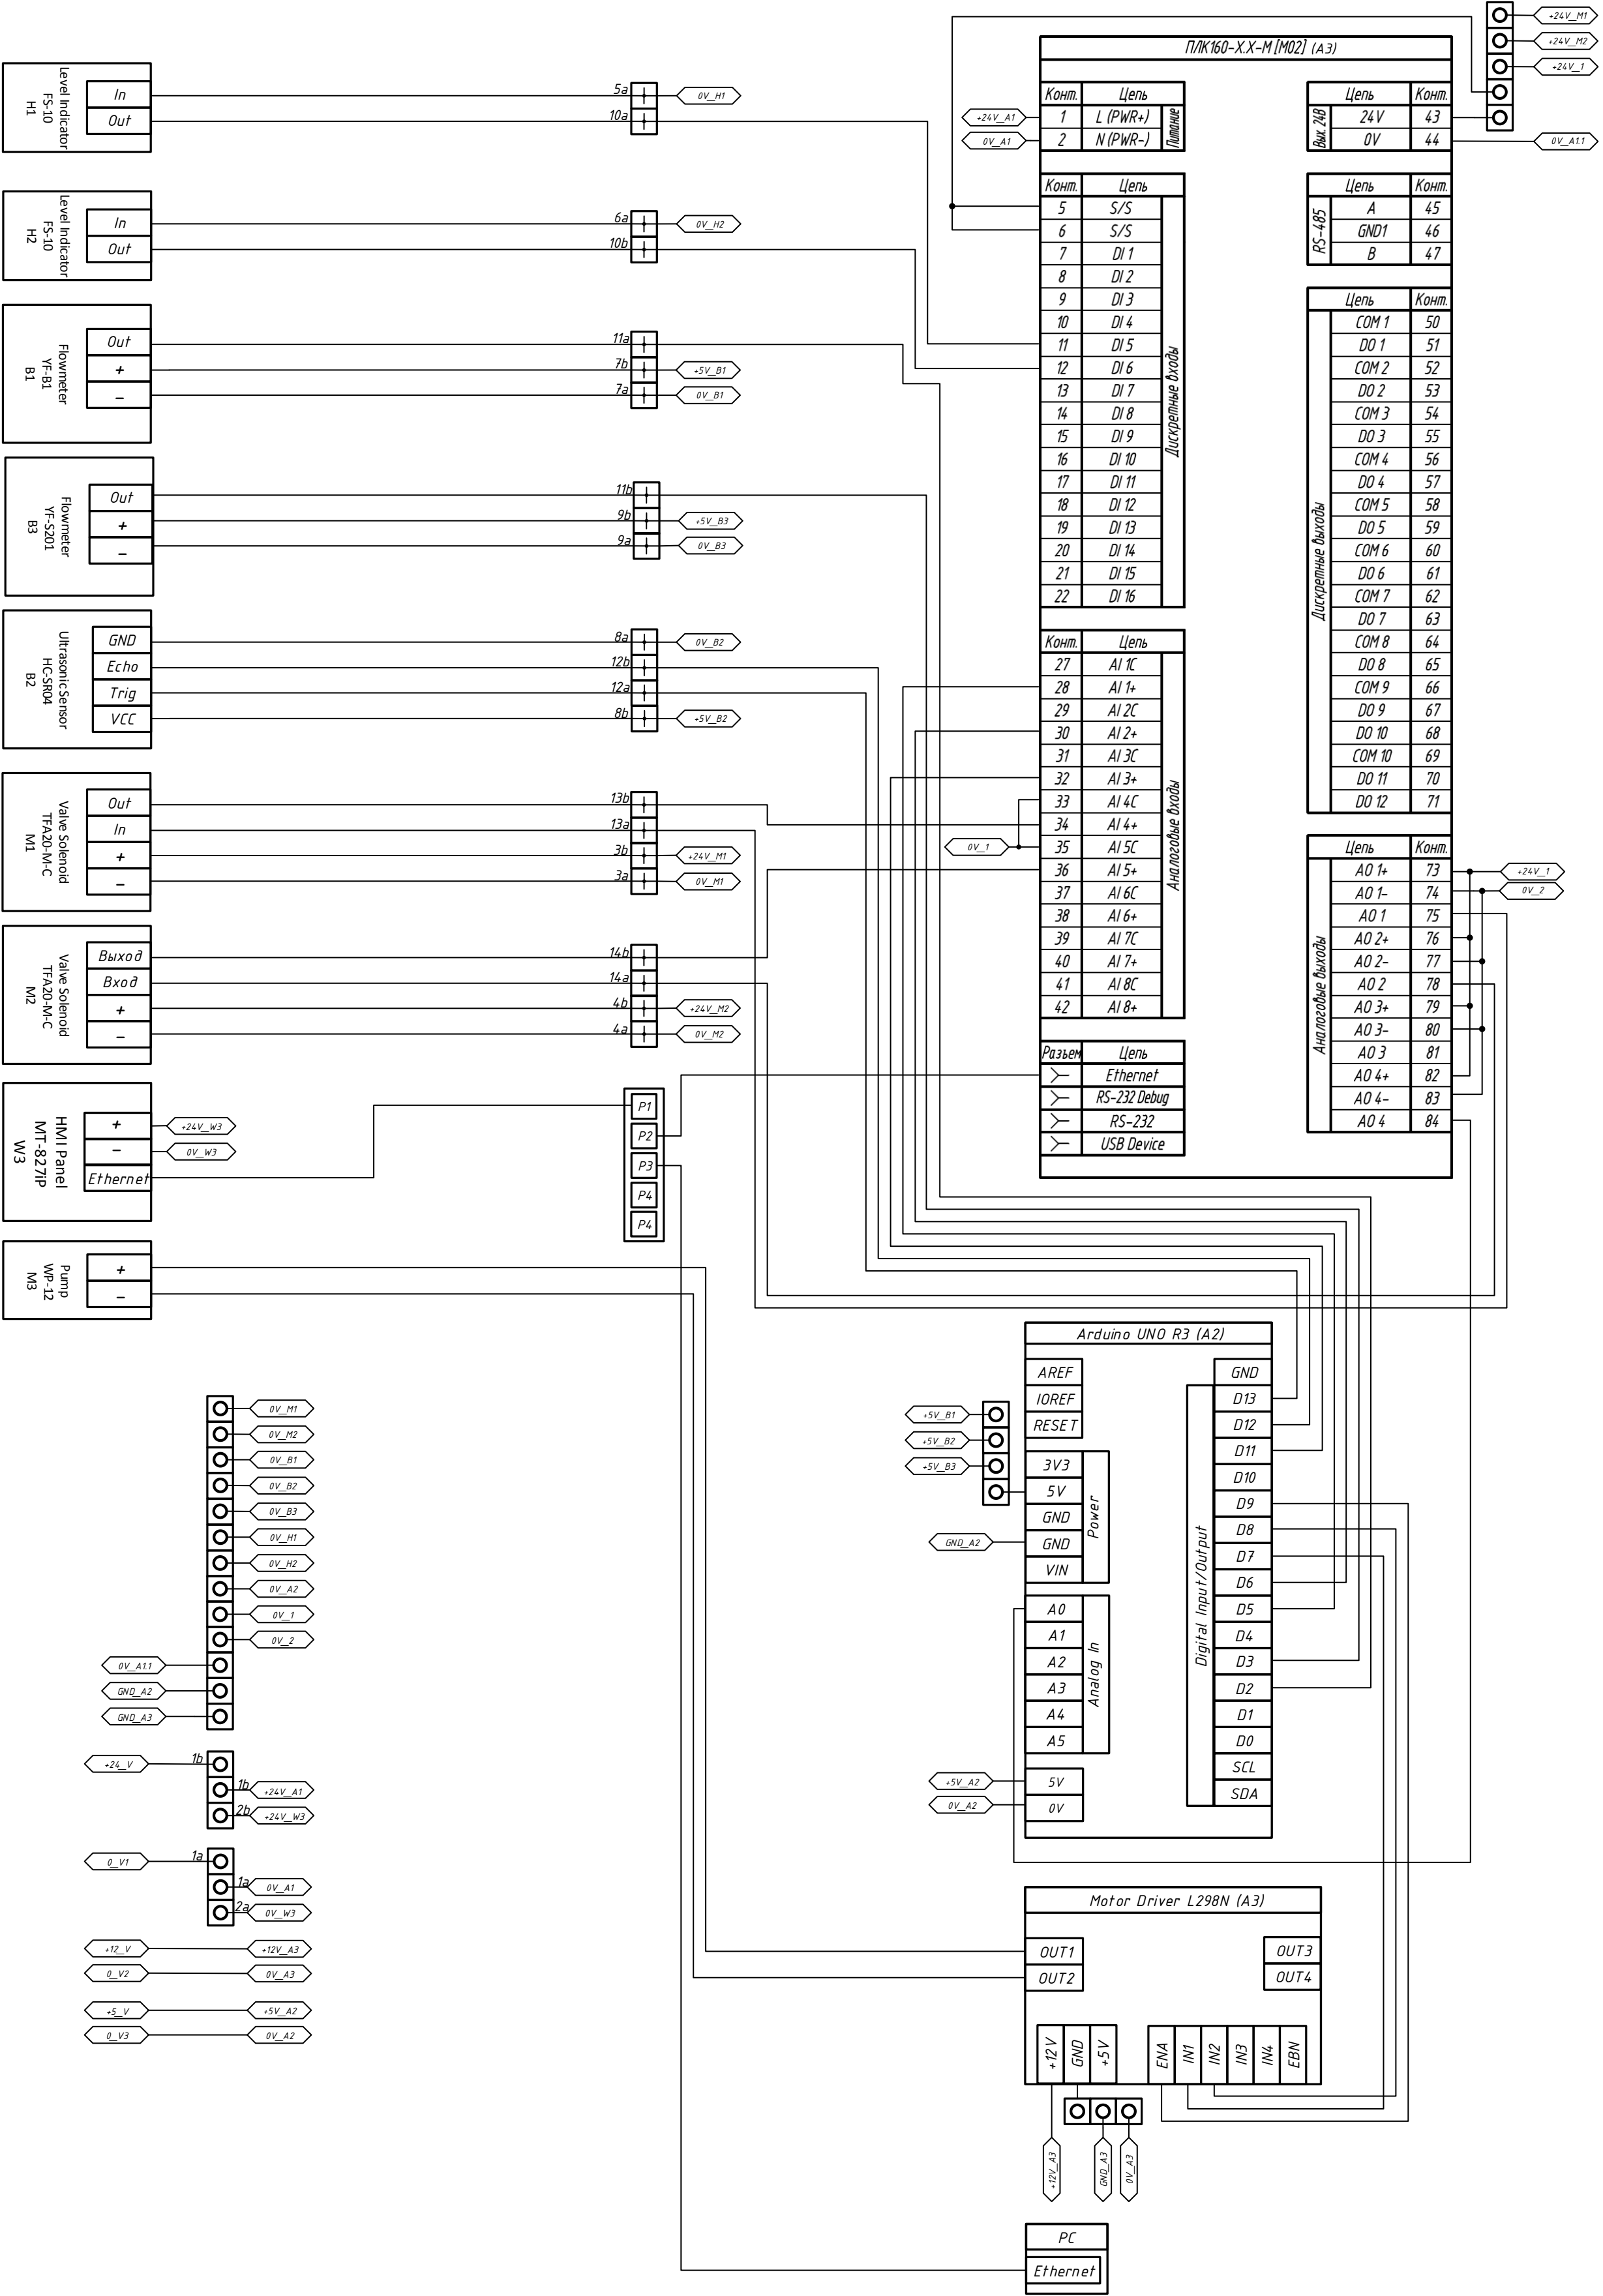 Level Indicator
FS-10
H1
In
Out
5a
10a
0V_H1
Level Indicator
FS-10
H2
In
Out
6a
10b
0V_H2
Flowmeter
YF-B1
B1
Out
+
−
11a
7b
7a
+5V_B1
0V_B1
Flowmeter
YF-S201
B3
Out
+
−
11b
9b
9a
+5V_B3
0V_B3
Ultrasonic Sensor
HC-SR04
B2
GND
Echo
Trig
VCC
8a
12b
12a
8b
0V_B2
+5V_B2
Valve Solenoid
TFA20-M-C
M1
Out
In
+
−
13b
13a
3b
3a
+24V_M1
0V_M1
Valve Solenoid
TFA20-M-C
M2
Выход
Вход
+
−
14b
14a
4b
4a
+24V_M2
0V_M2
HMI Panel
MT-827iP
W3
+
−
Ethernet
+24V_W3
0V_W3
P1
P2
P3
P4
P4
Pump
WP-12
M3
+
−
0V_M1
0V_M2
0V_B1
0V_B2
0V_B3
0V_H1
0V_H2
0V_A2
0V_1
0V_2
0V_A1.1
GND_A2
GND_A3
+24_V
1b
1b
+24V_A1
2b
+24V_W3
0_V1
1a
1a
0V_A1
2a
0V_W3
+12_V
+12V_A3
0_V2
0V_A3
+5_V
+5V_A2
0_V3
0V_A2
ПЛК160-Х.Х-М [М02] (А3)
+24V_M1
+24V_M2
+24V_1
+24V_A1
0V_A1
0V_A1.1
Конт. Цепь
1 L (PWR+)
2 N (PWR-)
Питание
Конт. Цепь
5 S/S
6 S/S
7 DI 1
8 DI 2
9 DI 3
10 DI 4
11 DI 5
12 DI 6
13 DI 7
14 DI 8
15 DI 9
16 DI 10
17 DI 11
18 DI 12
19 DI 13
20 DI 14
21 DI 15
22 DI 16
Дискретные входы
Конт. Цепь
27 AI 1C
28 AI 1+
29 AI 2C
30 AI 2+
31 AI 3C
32 AI 3+
33 AI 4C
34 AI 4+
35 AI 5C
36 AI 5+
37 AI 6C
38 AI 6+
39 AI 7C
40 AI 7+
41 AI 8C
42 AI 8+
Аналоговые входы
0V_1
Разъем Цепь
Ethernet
RS-232 Debug
RS-232
USB Device
Цепь Конт.
24V 43
0V 44
Вых. 24В
Цепь Конт.
A 45
GND1 46
B 47
RS-485
Цепь Конт.
COM 1 50
DO 1 51
COM 2 52
DO 2 53
COM 3 54
DO 3 55
COM 4 56
DO 4 57
COM 5 58
DO 5 59
COM 6 60
DO 6 61
COM 7 62
DO 7 63
COM 8 64
DO 8 65
COM 9 66
DO 9 67
DO 10 68
COM 10 69
DO 11 70
DO 12 71
Дискретные выходы
Цепь Конт.
AO 1+ 73
AO 1- 74
AO 1 75
AO 2+ 76
AO 2- 77
AO 2 78
AO 3+ 79
AO 3- 80
AO 3 81
AO 4+ 82
AO 4- 83
AO 4 84
Аналоговые выходы
+24V_1
0V_2
Arduino UNO R3 (A2)
AREF
IOREF
RESET
3V3
5V
GND
GND
VIN
Power
A0
A1
A2
A3
A4
A5
Analog In
5V
0V
+5V_B1
+5V_B2
+5V_B3
GND_A2
+5V_A2
0V_A2
GND
D13
D12
D11
D10
D9
D8
D7
D6
D5
D4
D3
D2
D1
D0
SCL
SDA
Digital Input/Output
Motor Driver L298N (A3)
OUT1
OUT2
OUT3
OUT4
+12V
GND
+5V
ENA
IN1
IN2
IN3
IN4
EBN
+12V_A3
GND_A3
0V_A3
PC
Ethernet